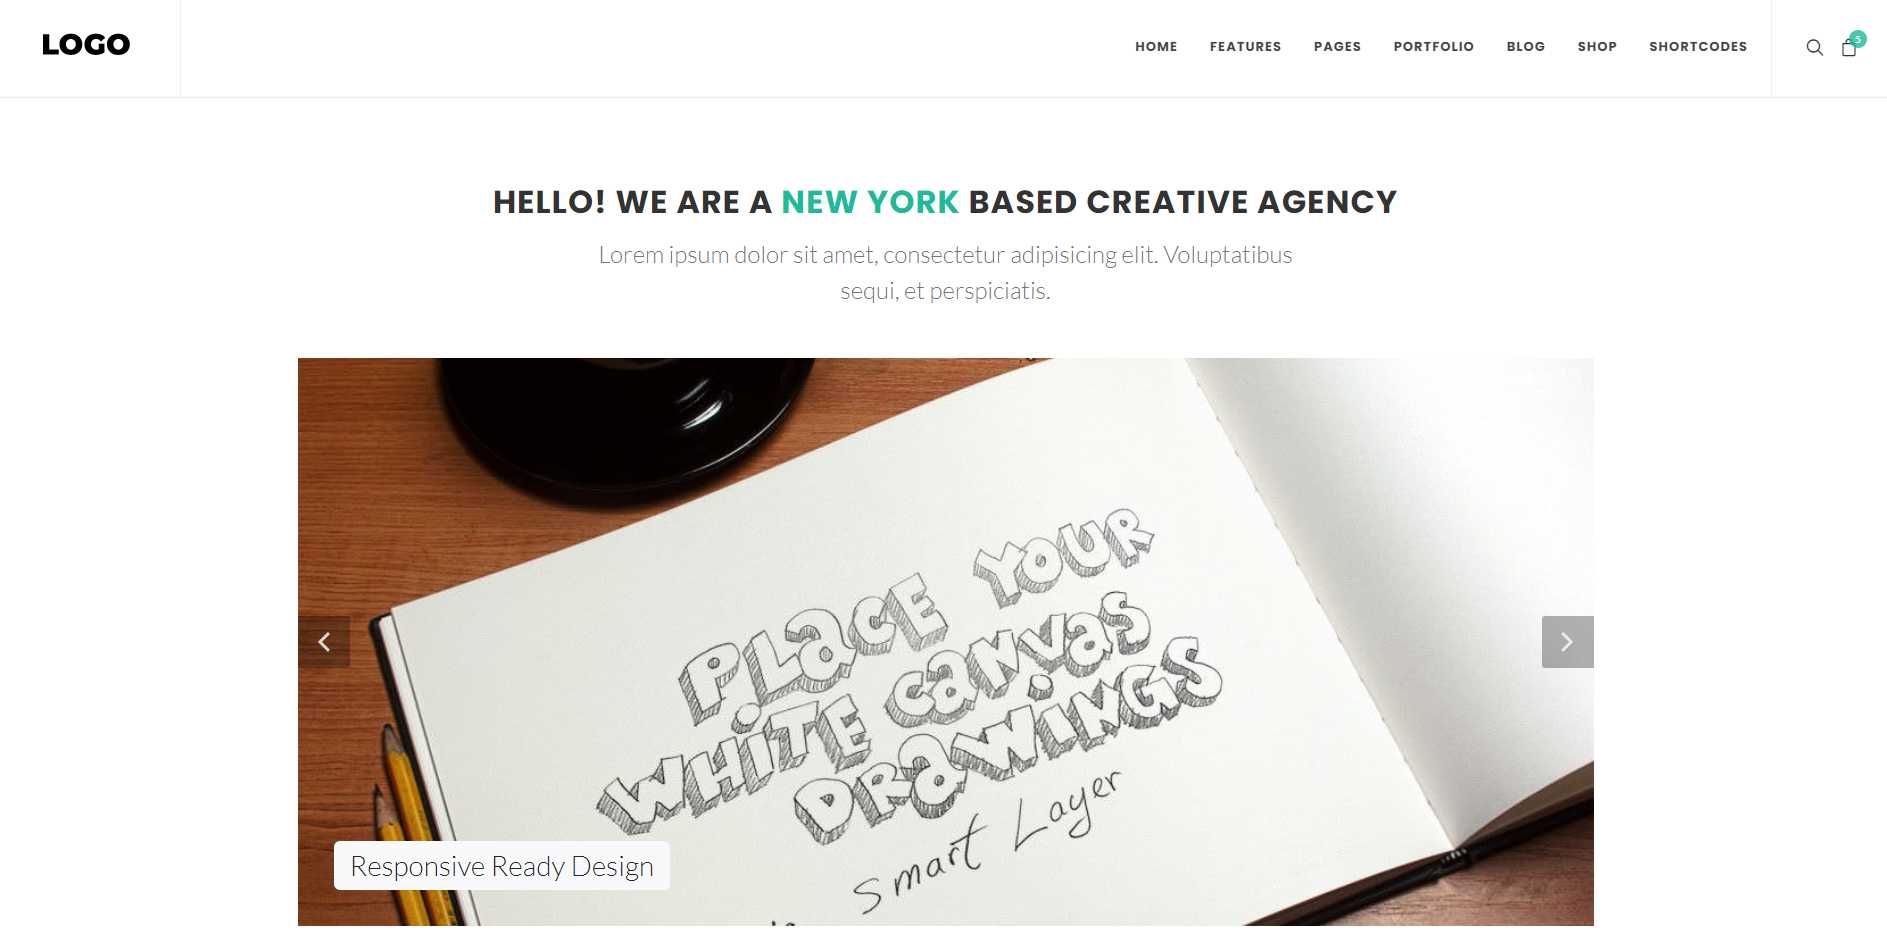 LOGO
HOME FEATURES PAGES PORTFOLIO BLOG SHOP SHORTCODES
5
HELLO! WE ARE A NEW YORK BASED CREATIVE AGENCY
Lorem ipsum dolor sit amet, consectetur adipisicing elit. Voluptatibus
sequi, et perspiciatis.
PLACE YOUR
WHITE CANVAS
DRAWINGS
Smart Layer
Responsive Ready Design